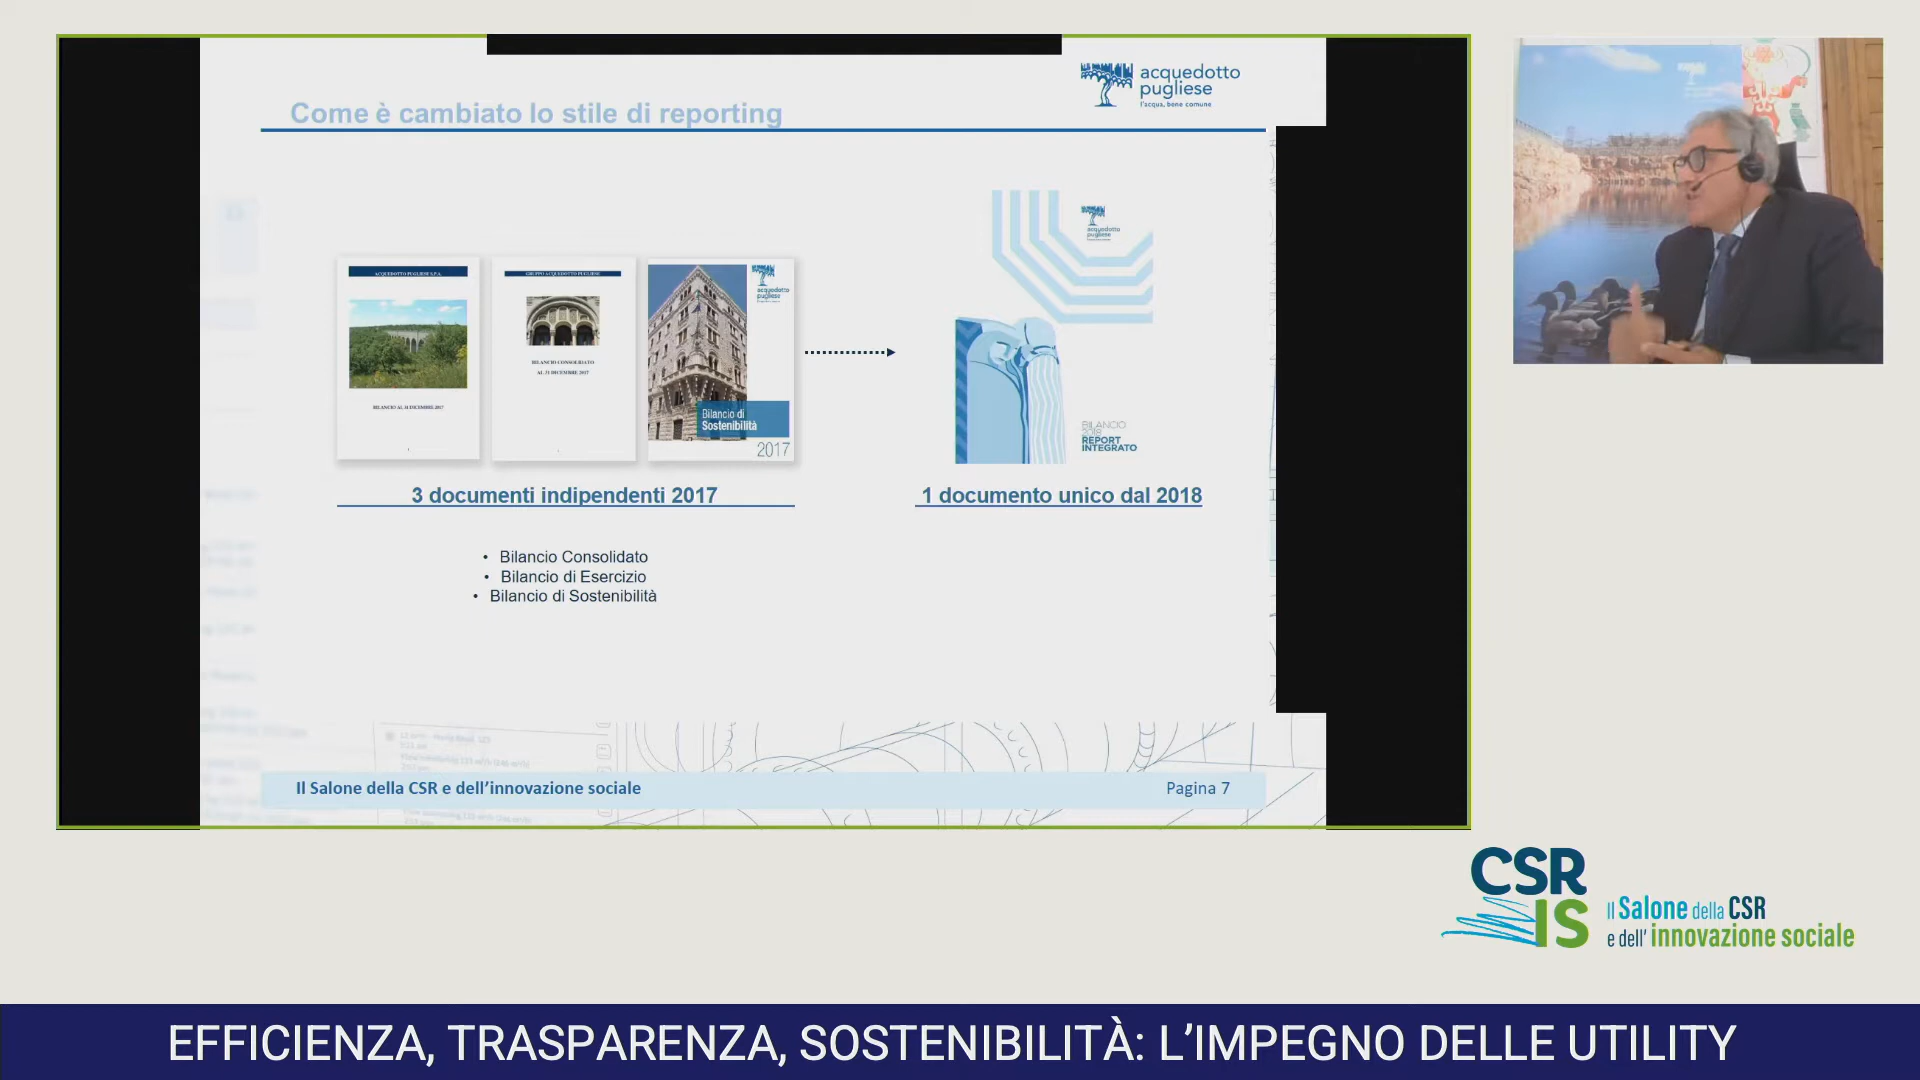 acquedotto
pugliese
l'acqua, bene comune
Come è cambiato lo stile di reporting
ACQUEDOTTO PUGLIESE S.P.A.
BILANCIO AL 31 DICEMBRE 2017
GRUPPO ACQUEDOTTO PUGLIESE
BILANCIO CONSOLIDATO
AL 31 DICEMBRE 2017
acquedotto
pugliese
Bilancio di
Sostenibilità
2017
acquedotto
pugliese
BILANCIO
2018
REPORT
INTEGRATO
3 documenti indipendenti 2017
1 documento unico dal 2018
• Bilancio Consolidato
• Bilancio di Esercizio
• Bilancio di Sostenibilità
Il Salone della CSR e dell'innovazione sociale
Pagina 7
CSR
IS
Il Salone della CSR
e dell' innovazione sociale
EFFICIENZA, TRASPARENZA, SOSTENIBILITÀ: L'IMPEGNO DELLE UTILITY